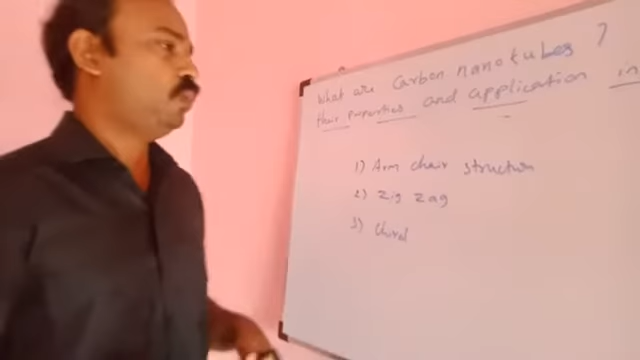 What are Carbon nanotubes ?
their properties and application in
1) Arm chair structure
2) Zig zag
3) Chiral